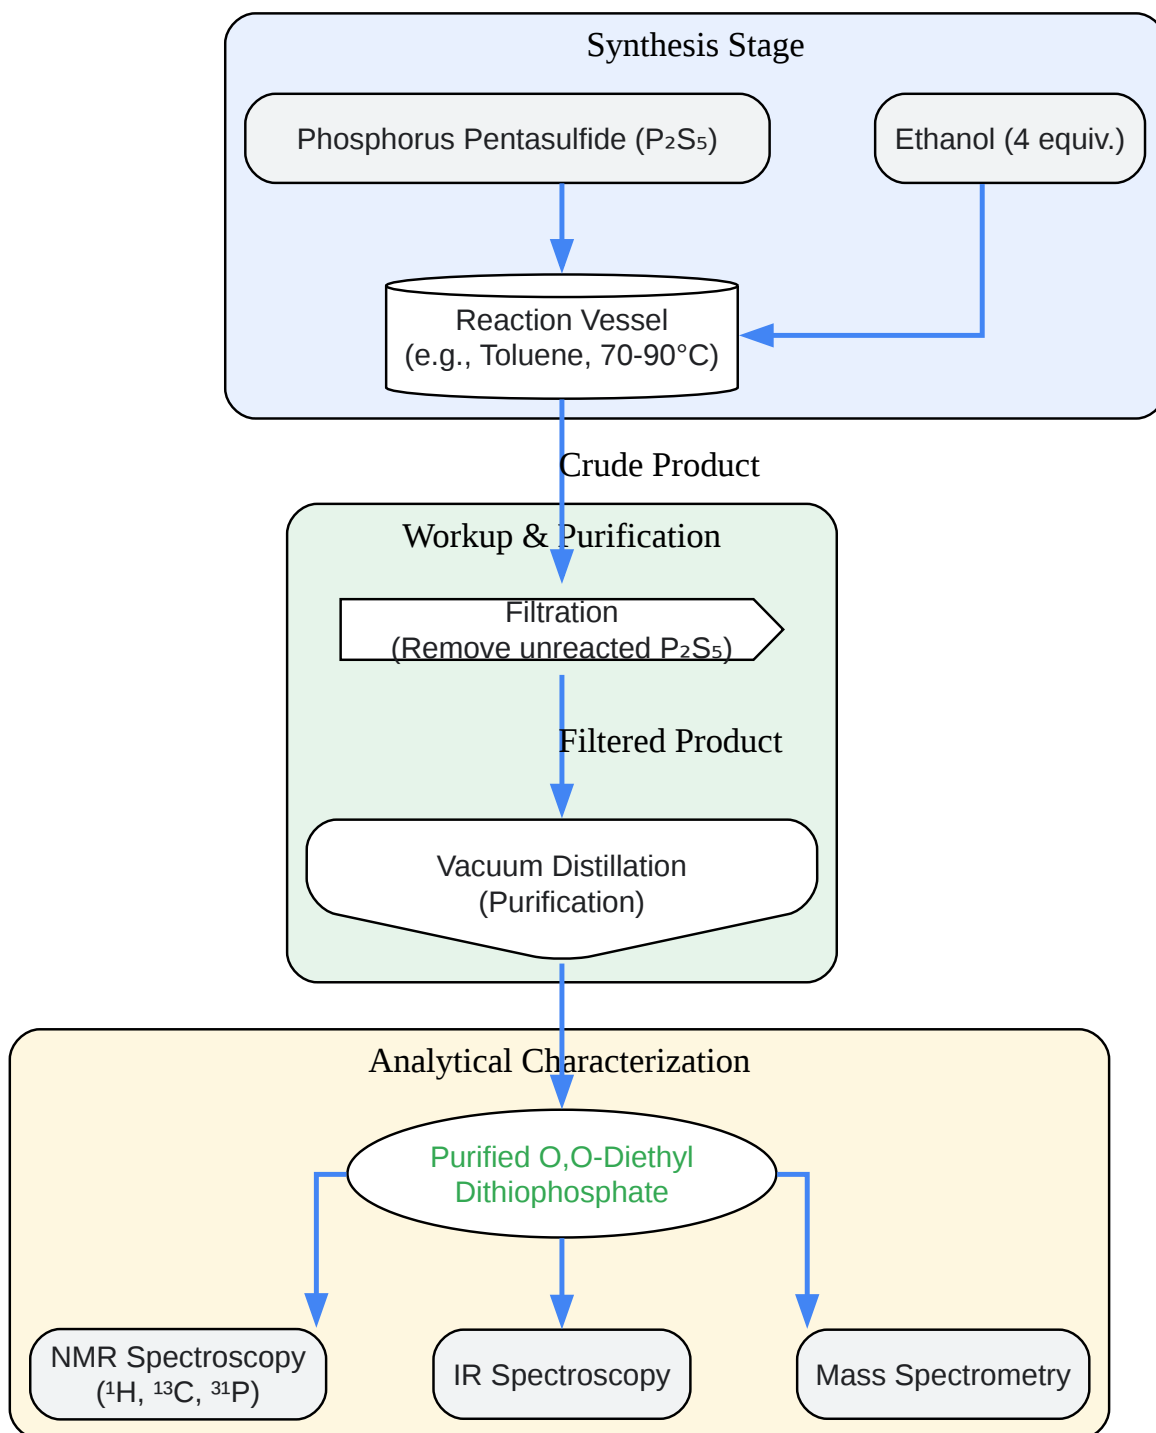 Synthesis Stage
Phosphorus Pentasulfide (P₂S₅)
Ethanol (4 equiv.)
Reaction Vessel
(e.g., Toluene, 70-90°C)
Crude Product
Workup & Purification
Filtration
(Remove unreacted P₂S₅)
Filtered Product
Vacuum Distillation
(Purification)
Analytical Characterization
Purified O,O-Diethyl
Dithiophosphate
NMR Spectroscopy
(¹H, ¹³C, ³¹P)
IR Spectroscopy
Mass Spectrometry